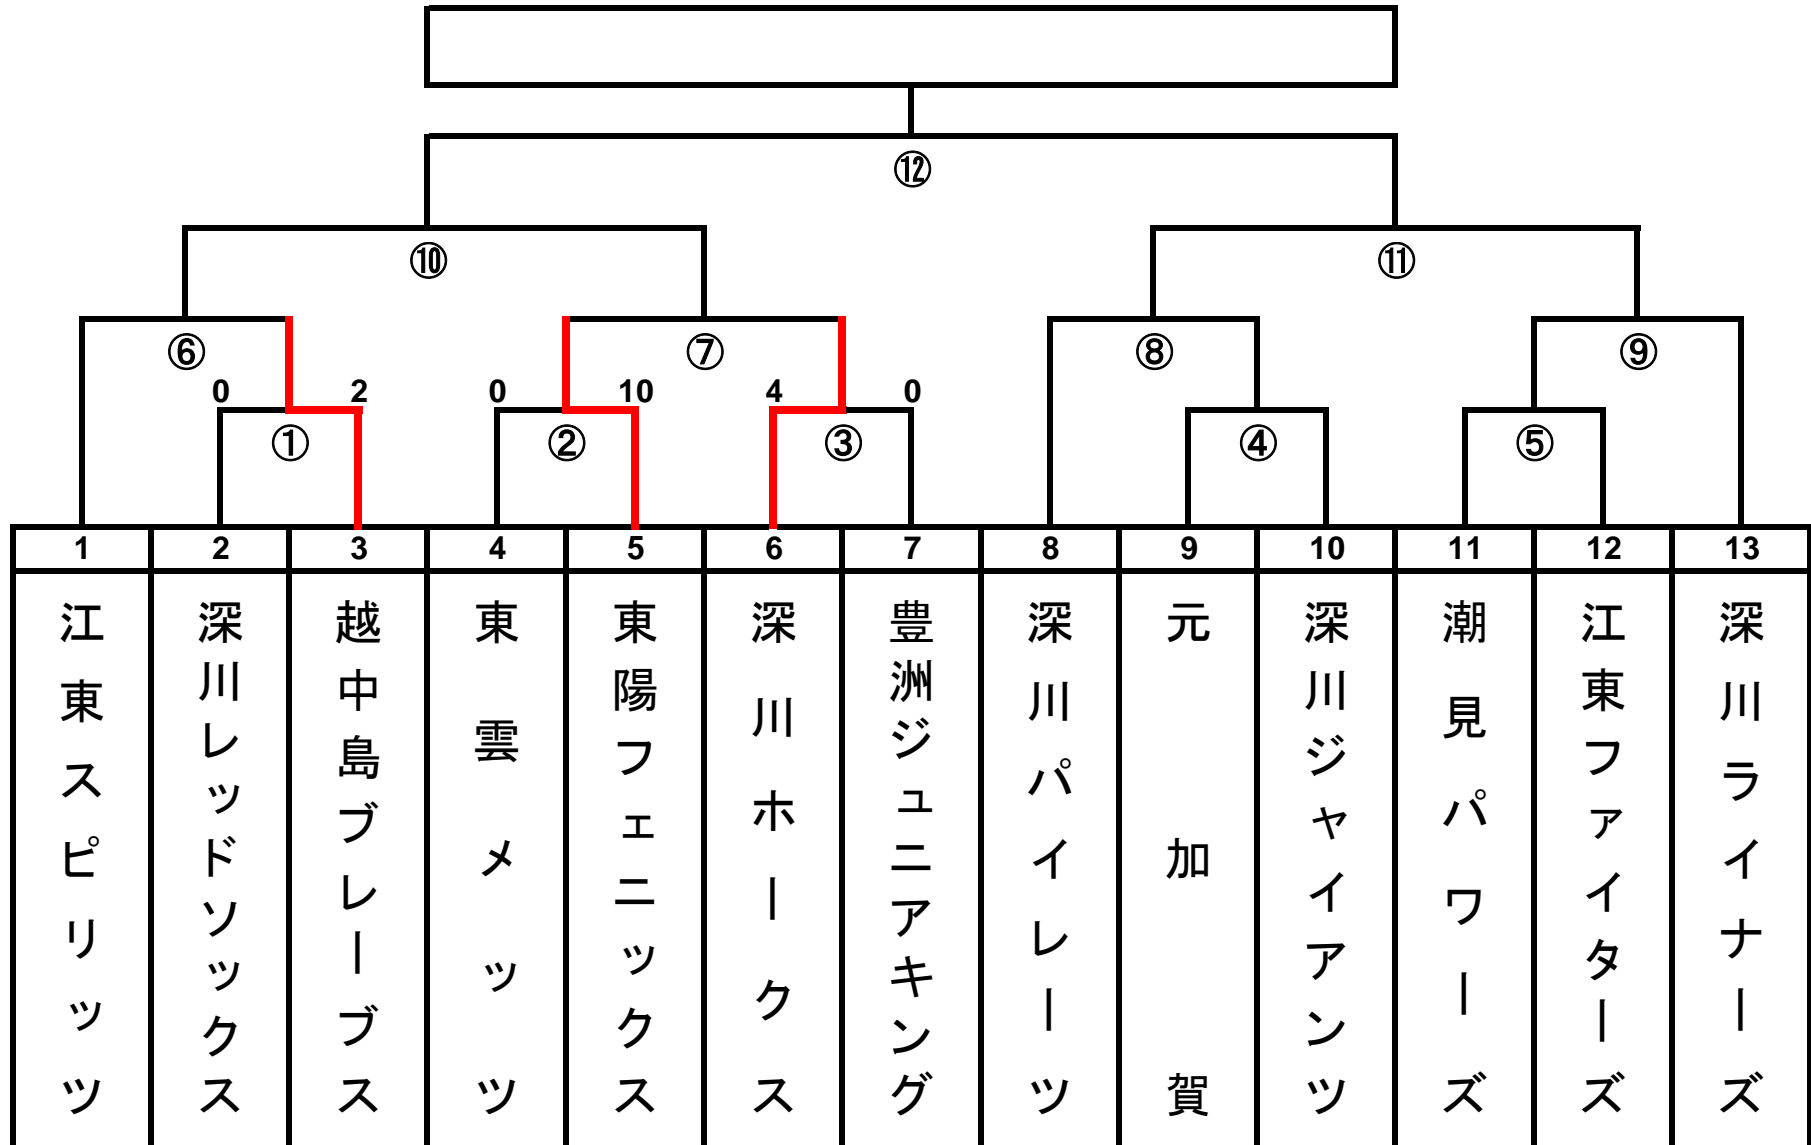 ⑫
⑩ ⑪
⑥ ⑦ ⑧ ⑨
0 2 0 10 4 0
① ② ③ ④ ⑤
1 2 3 4 5 6 7 8 9 10 11 12 13
江東スピリッツ
深川レッドソックス
越中島ブレーブス
東雲メッツ
東陽フェニックス
深川ホークス
豊洲ジュニアキング
深川パイレーツ
元加賀
深川ジャイアンツ
潮見パワーズ
江東ファイターズ
深川ライナーズ